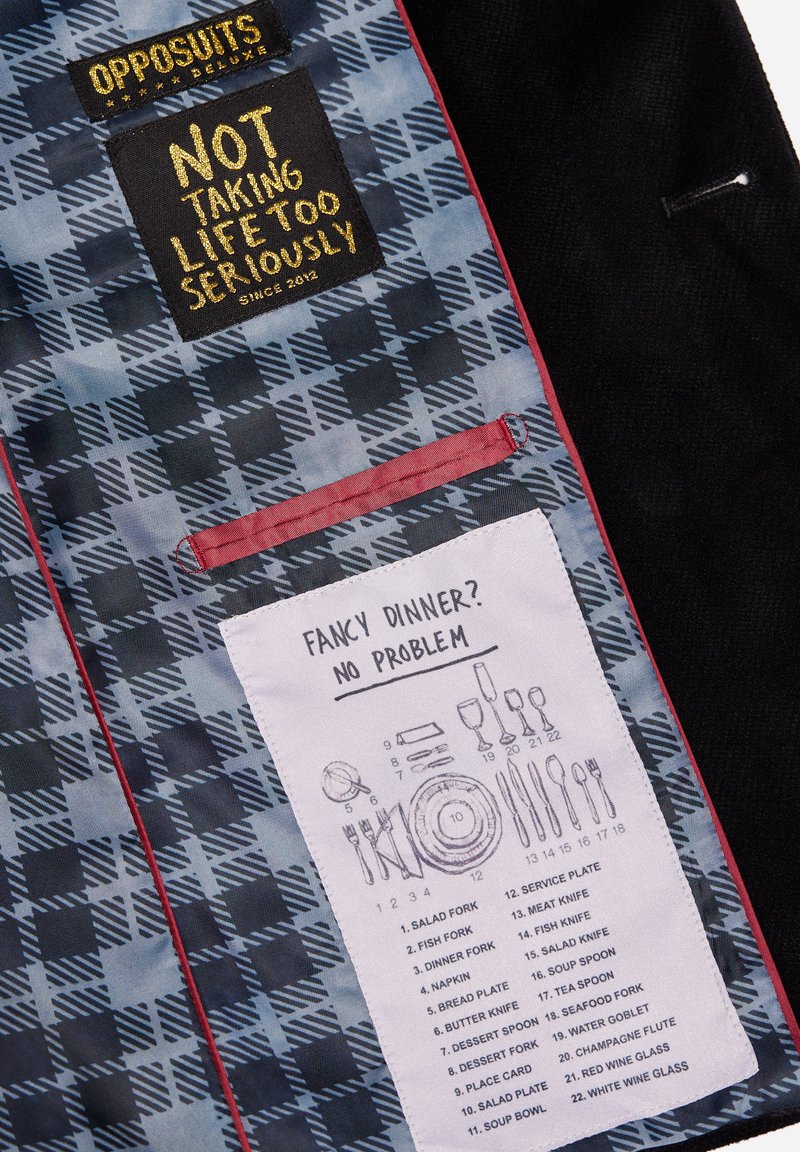 OPPOSUITS
★★★★★ DELUXE
NOT
TAKING
LIFE TOO
SERIOUSLY
SINCE 2012
FANCY DINNER?
NO PROBLEM
9
8
7
19 20 21 22
5 6
11
10
12
13 14 15 16 17 18
1 2 3 4
1. SALAD FORK
2. FISH FORK
3. DINNER FORK
4. NAPKIN
5. BREAD PLATE
6. BUTTER KNIFE
7. DESSERT SPOON
8. DESSERT FORK
9. PLACE CARD
10. SALAD PLATE
11. SOUP BOWL
12. SERVICE PLATE
13. MEAT KNIFE
14. FISH KNIFE
15. SALAD KNIFE
16. SOUP SPOON
17. TEA SPOON
18. SEAFOOD FORK
19. WATER GOBLET
20. CHAMPAGNE FLUTE
21. RED WINE GLASS
22. WHITE WINE GLASS